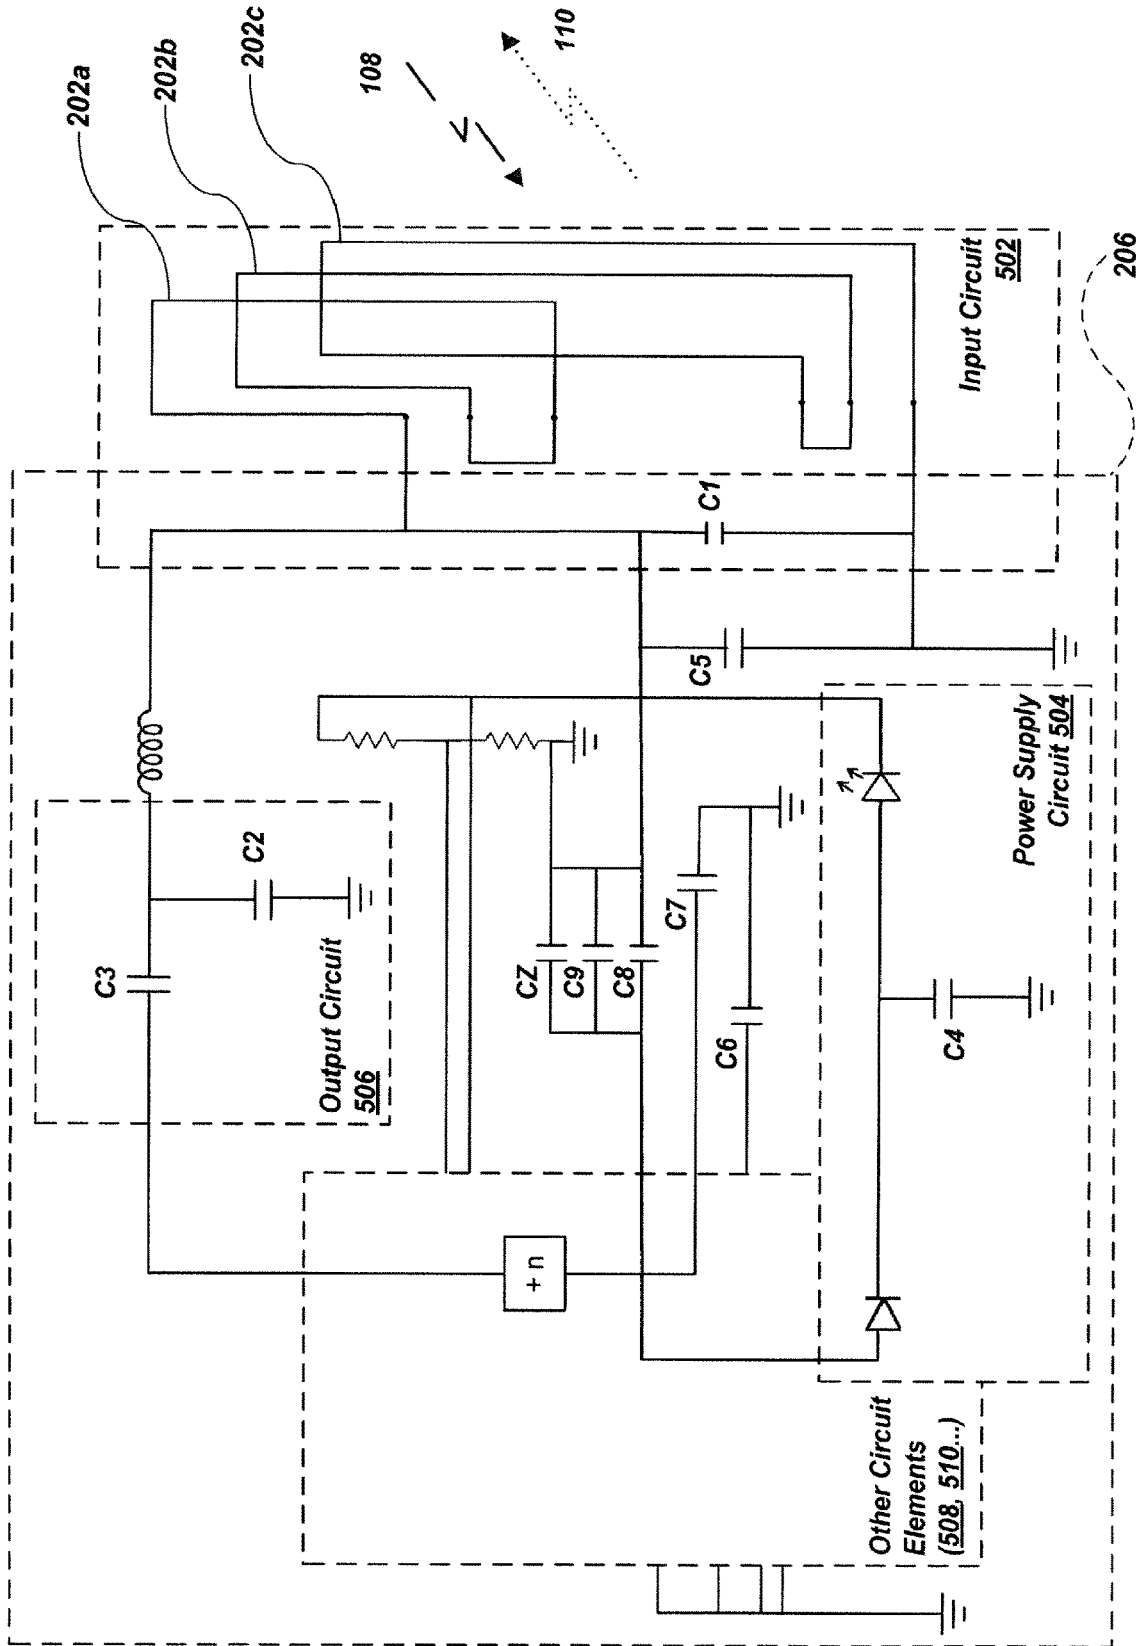 202a
202b
202c
108
110
Input Circuit
502
206
C1
C5
Power Supply
Circuit 504
C2
C3
Output Circuit
506
CZ
C9
C8
C7
C6
C4
+ n
Other Circuit
Elements
(508, 510...)